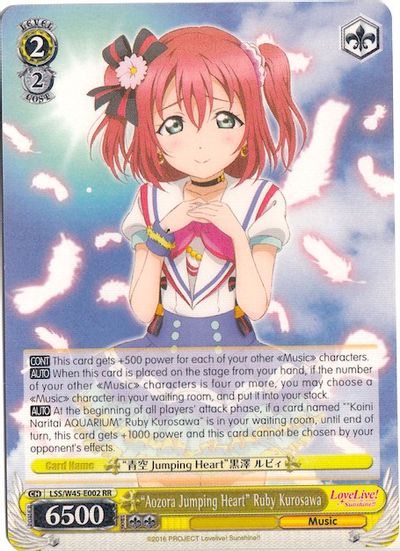 LEVEL
2
2
COST
CONT This card gets +500 power for each of your other «Music» characters.
AUTO When this card is placed on the stage from your hand, if the number
of your other «Music» characters is four or more, you may choose a
«Music» character in your waiting room, and put it into your stock.
AUTO At the beginning of all players' attack phase, if a card named ""Koini
Naritai AQUARIUM" Ruby Kurosawa" is in your waiting room, until end of
turn, this card gets +1000 power and this card cannot be chosen by your
opponent's effects.
Card Name
"青空 Jumping Heart"黒澤 ルビィ
CH LSS/W45-E002 RR
"Aozora Jumping Heart" Ruby Kurosawa
LoveLive!
Sunshine!!
6500
Music
©2016 PROJECT Lovelive! Sunshine!!